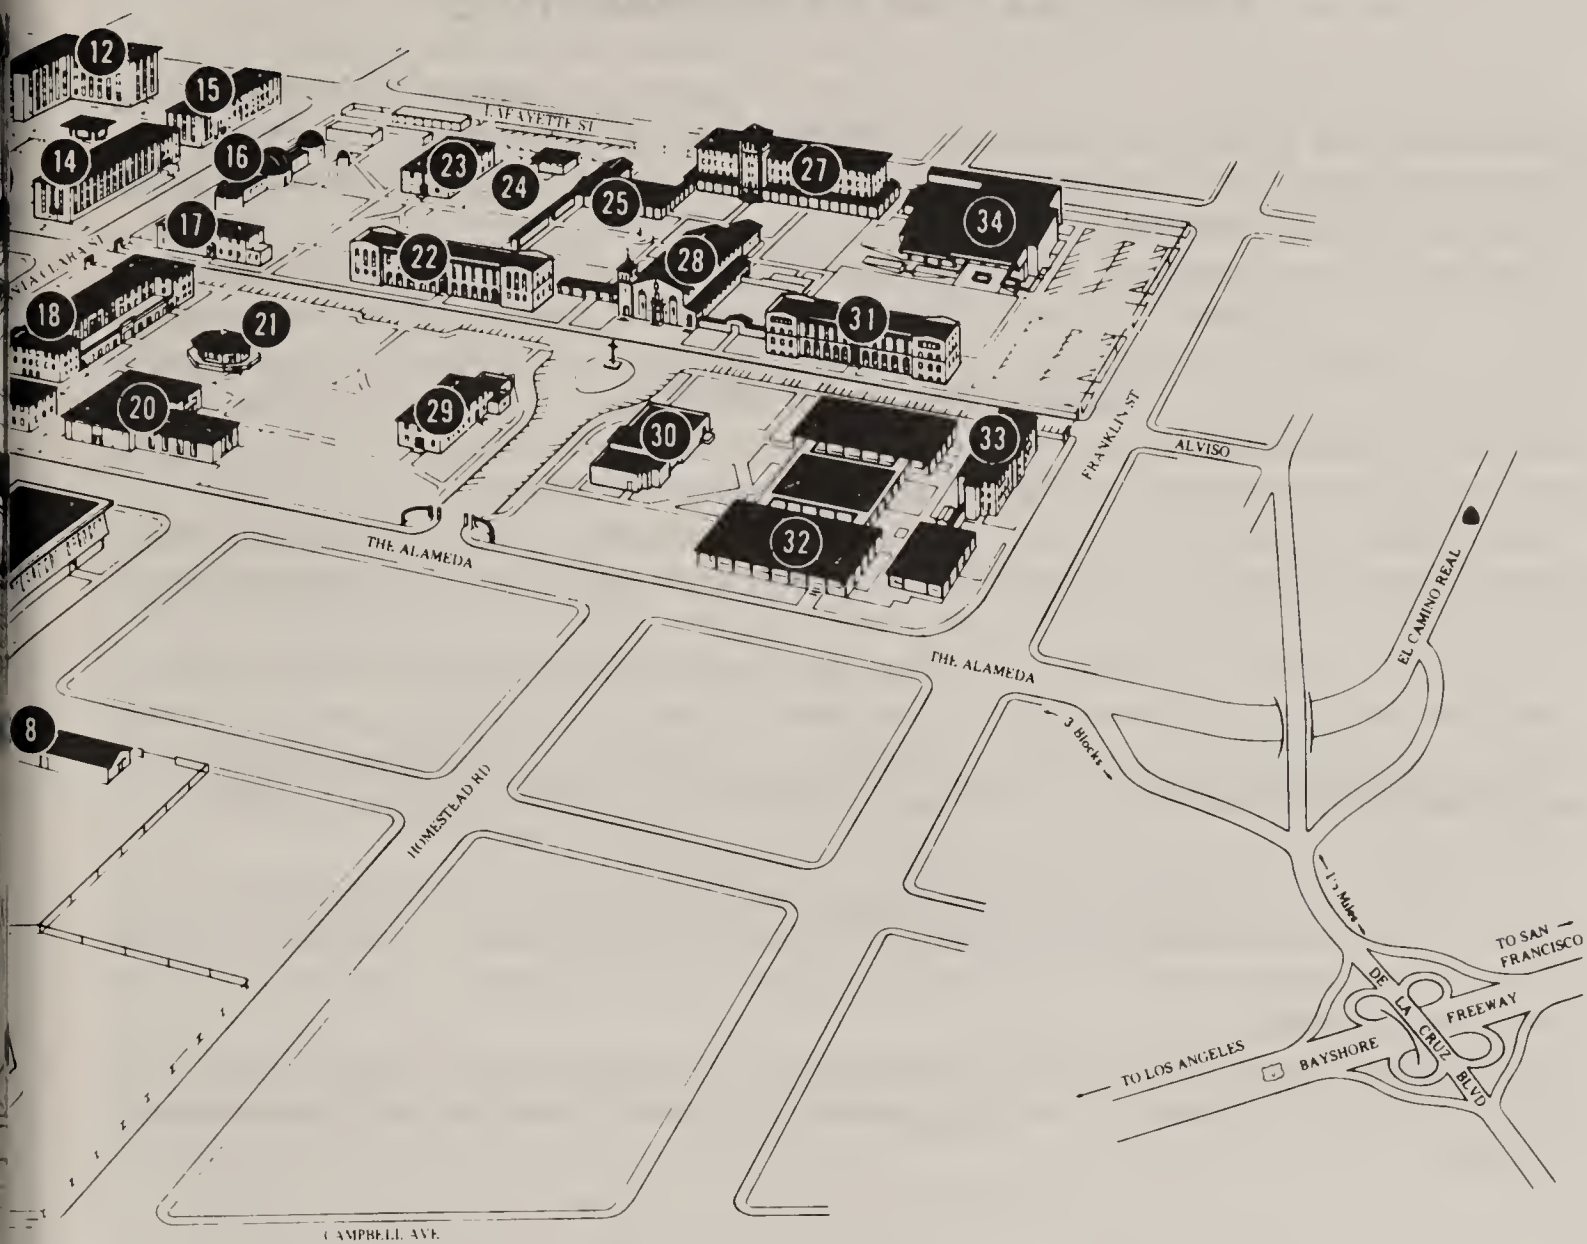 12
15
LAFAYETTE ST
14
16
23
24
27
25
34
17
22
28
18
21
31
20
29
30
33
FRANKLIN ST
ALVISO
32
THE ALAMEDA
EL CAMINO REAL
THE ALAMEDA
8
← 3 Blocks →
HOMESTEAD RD
TO SAN →
FRANCISCO
DE LA CRUZ BLVD
FREEWAY
BAYSHORE
← TO LOS ANGELES
CAMPBELL AVE